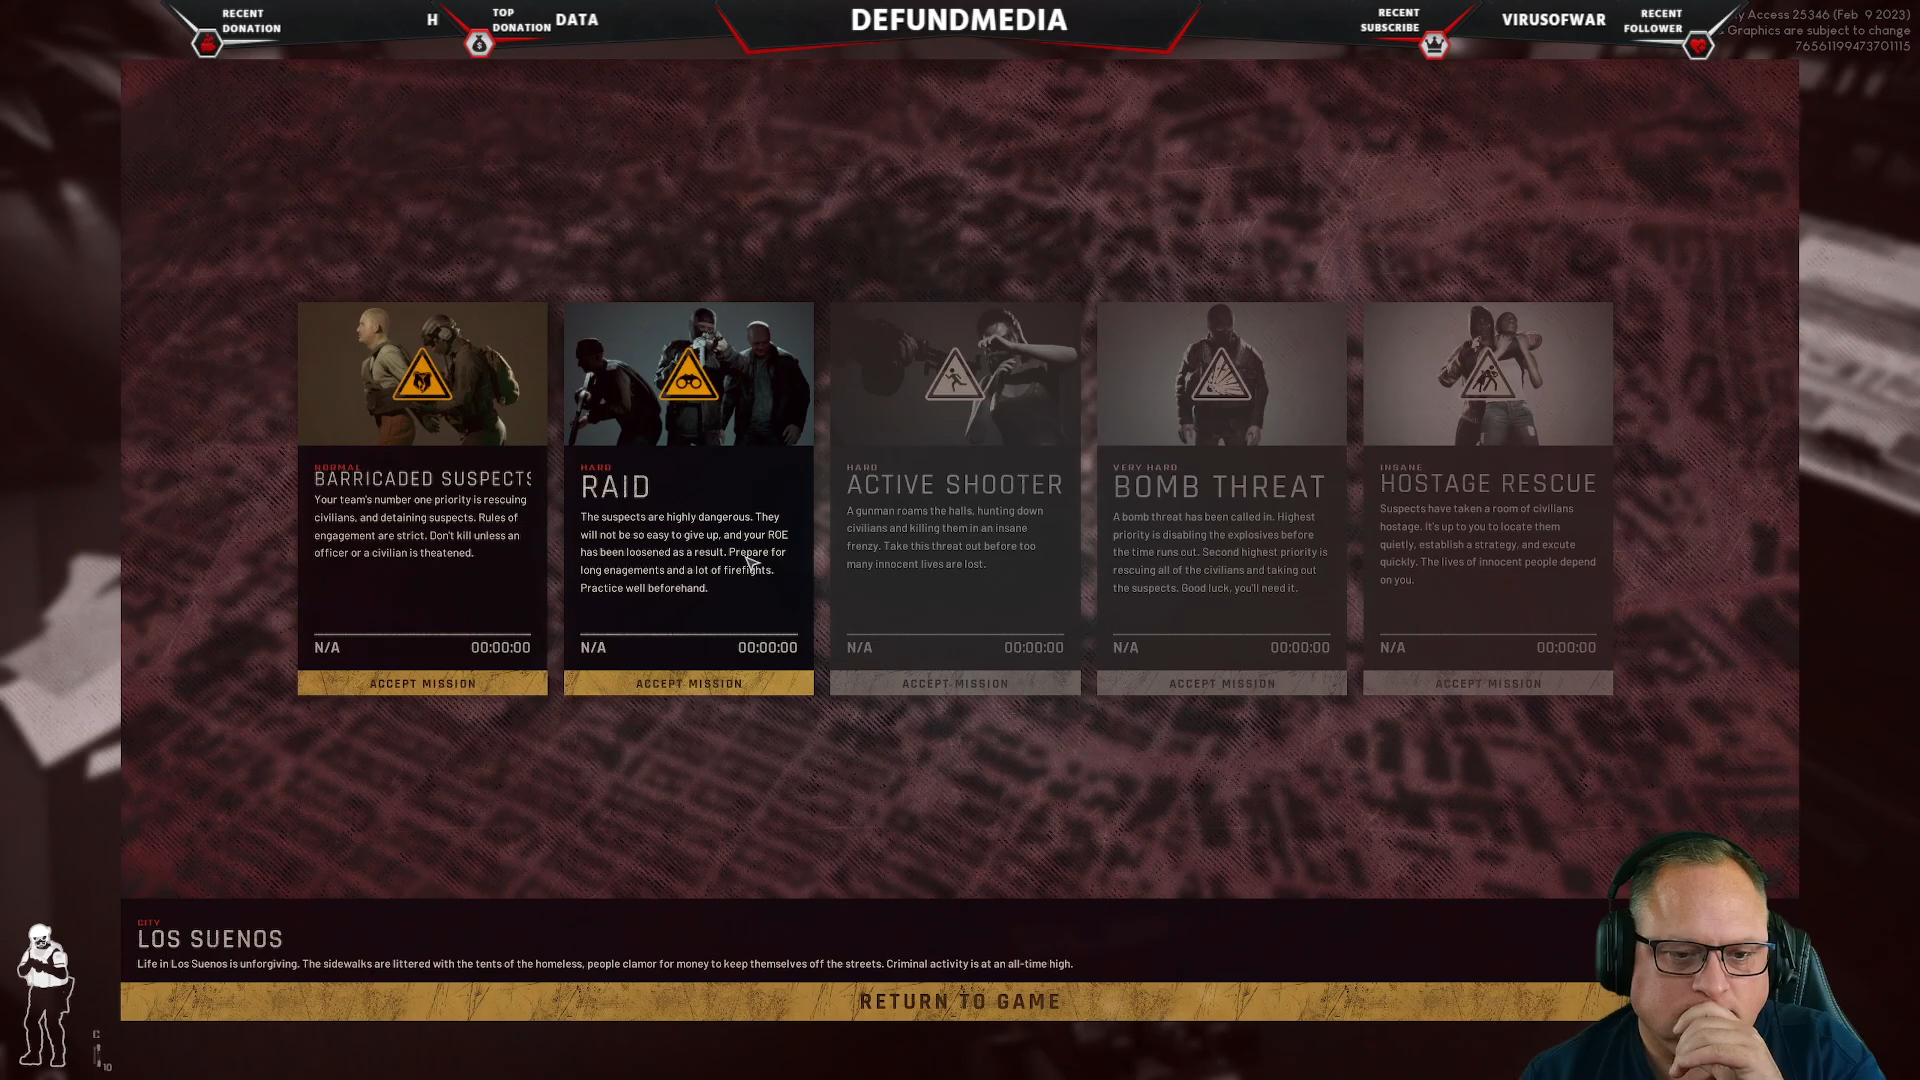 RECENT
DONATION
H
TOP
DONATION
DATA
DEFUNDMEDIA
RECENT
SUBSCRIBE
VIRUSOFWAR
RECENT
FOLLOWER
y Access 25346 (Feb 9 2023)
Graphics are subject to change
76561199473701115
NORMAL
BARRICADED SUSPECTS
Your team's number one priority is rescuing
civilians, and detaining suspects. Rules of
engagement are strict. Don't kill unless an
officer or a civilian is theatened.
N/A 00:00:00
ACCEPT MISSION
HARD
RAID
The suspects are highly dangerous. They
will not be so easy to give up, and your ROE
has been loosened as a result. Prepare for
long enagements and a lot of firefights.
Practice well beforehand.
N/A 00:00:00
ACCEPT MISSION
HARD
ACTIVE SHOOTER
A gunman roams the halls, hunting down
civilians and killing them in an insane
frenzy. Take this threat out before too
many innocent lives are lost.
N/A 00:00:00
ACCEPT MISSION
VERY HARD
BOMB THREAT
A bomb threat has been called in. Highest
priority is disabling the explosives before
the time runs out. Second highest priority is
rescuing all of the civilians and taking out
the suspects. Good luck, you'll need it.
N/A 00:00:00
ACCEPT MISSION
INSANE
HOSTAGE RESCUE
Suspects have taken a room of civilians
hostage. It's up to you to locate them
quietly, establish a strategy, and excute
quickly. The lives of innocent people depend
on you.
N/A 00:00:00
ACCEPT MISSION
CITY
LOS SUENOS
Life in Los Suenos is unforgiving. The sidewalks are littered with the tents of the homeless, people clamor for money to keep themselves off the streets. Criminal activity is at an all-time high.
RETURN TO GAME
10